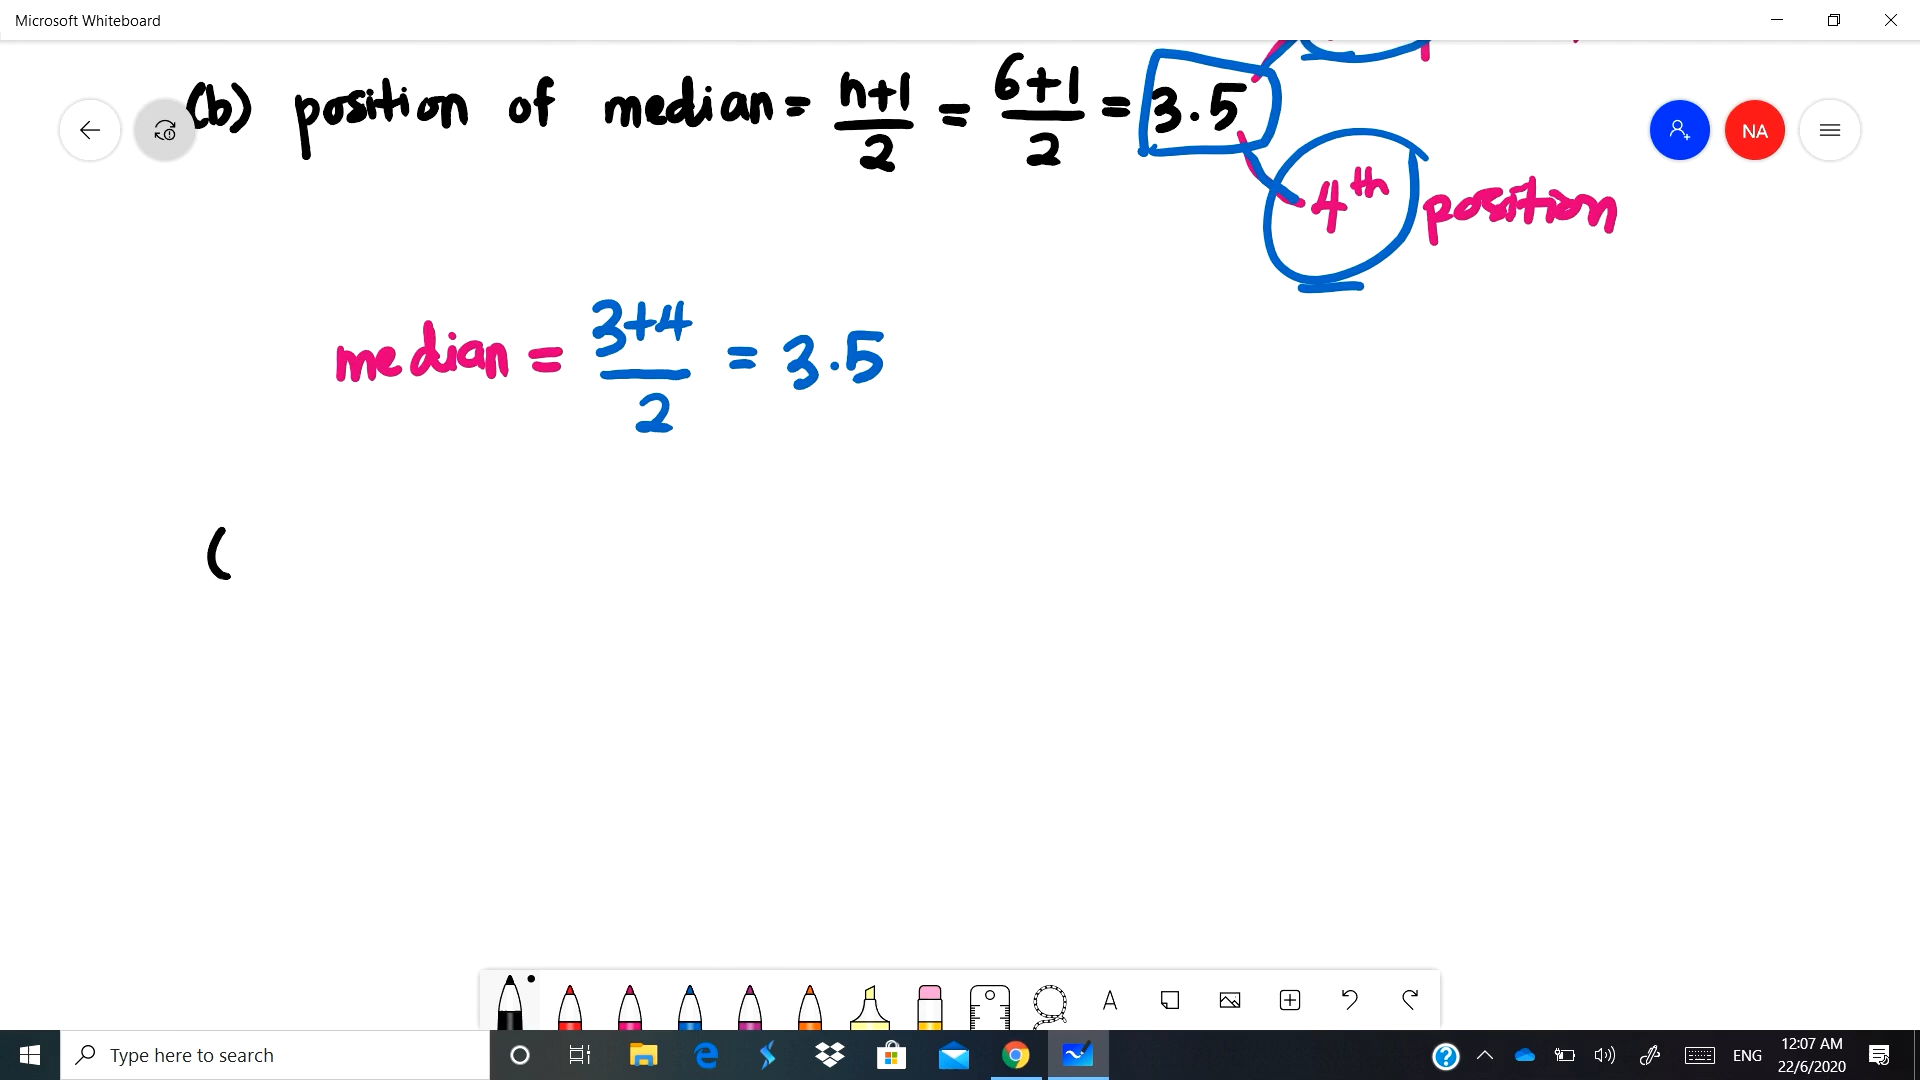 Microsoft Whiteboard
(b) position of median = n+1/2 = 6+1/2 = 3.5
NA
4th position
median = 3+4/2 = 3.5
(
A
Type here to search
ENG
12:07 AM
22/6/2020